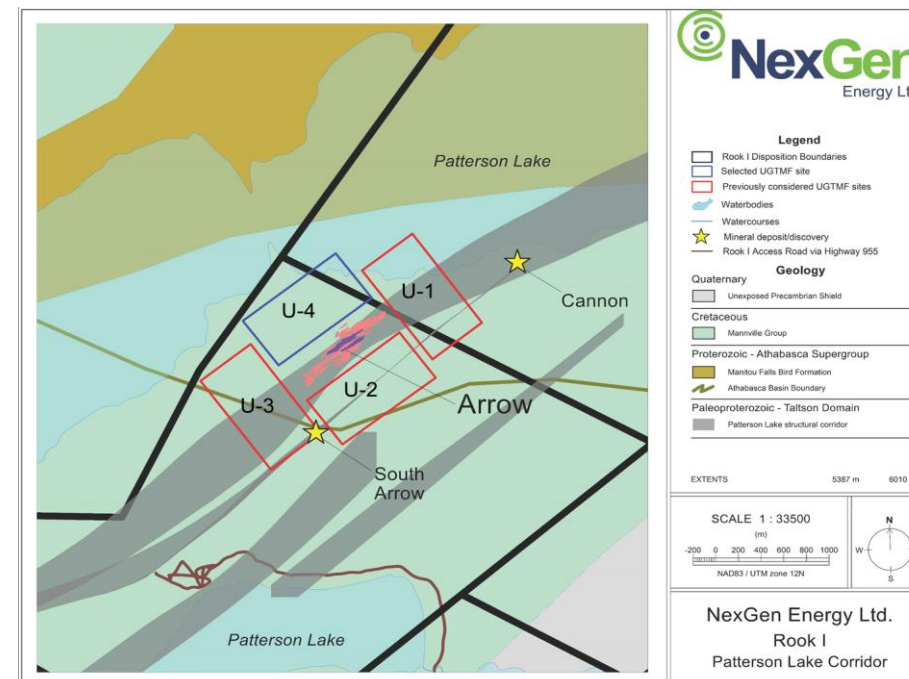 Patterson Lake
U-1
U-4
Cannon
U-2
U-3
Arrow
South
Arrow
Patterson Lake
NexGen
Energy Lt
Legend
Rook I Disposition Boundaries
Selected UGTMF site
Previously considered UGTMF sites
Waterbodies
Watercourses
Mineral deposit/discovery
Rook I Access Road via Highway 955
Geology
Quaternary
Unexposed Precambrian Shield
Cretaceous
Mannville Group
Proterozoic - Athabasca Supergroup
Manitou Falls Bird Formation
Athabasca Basin Boundary
Paleoproterozoic - Taltson Domain
Patterson Lake structural corridor
EXTENTS 5387 m 6010
SCALE 1 : 33500
(m)
-200 0 200 400 600 800 1000
NAD83 / UTM zone 12N
N
W
S
NexGen Energy Ltd.
Rook I
Patterson Lake Corridor